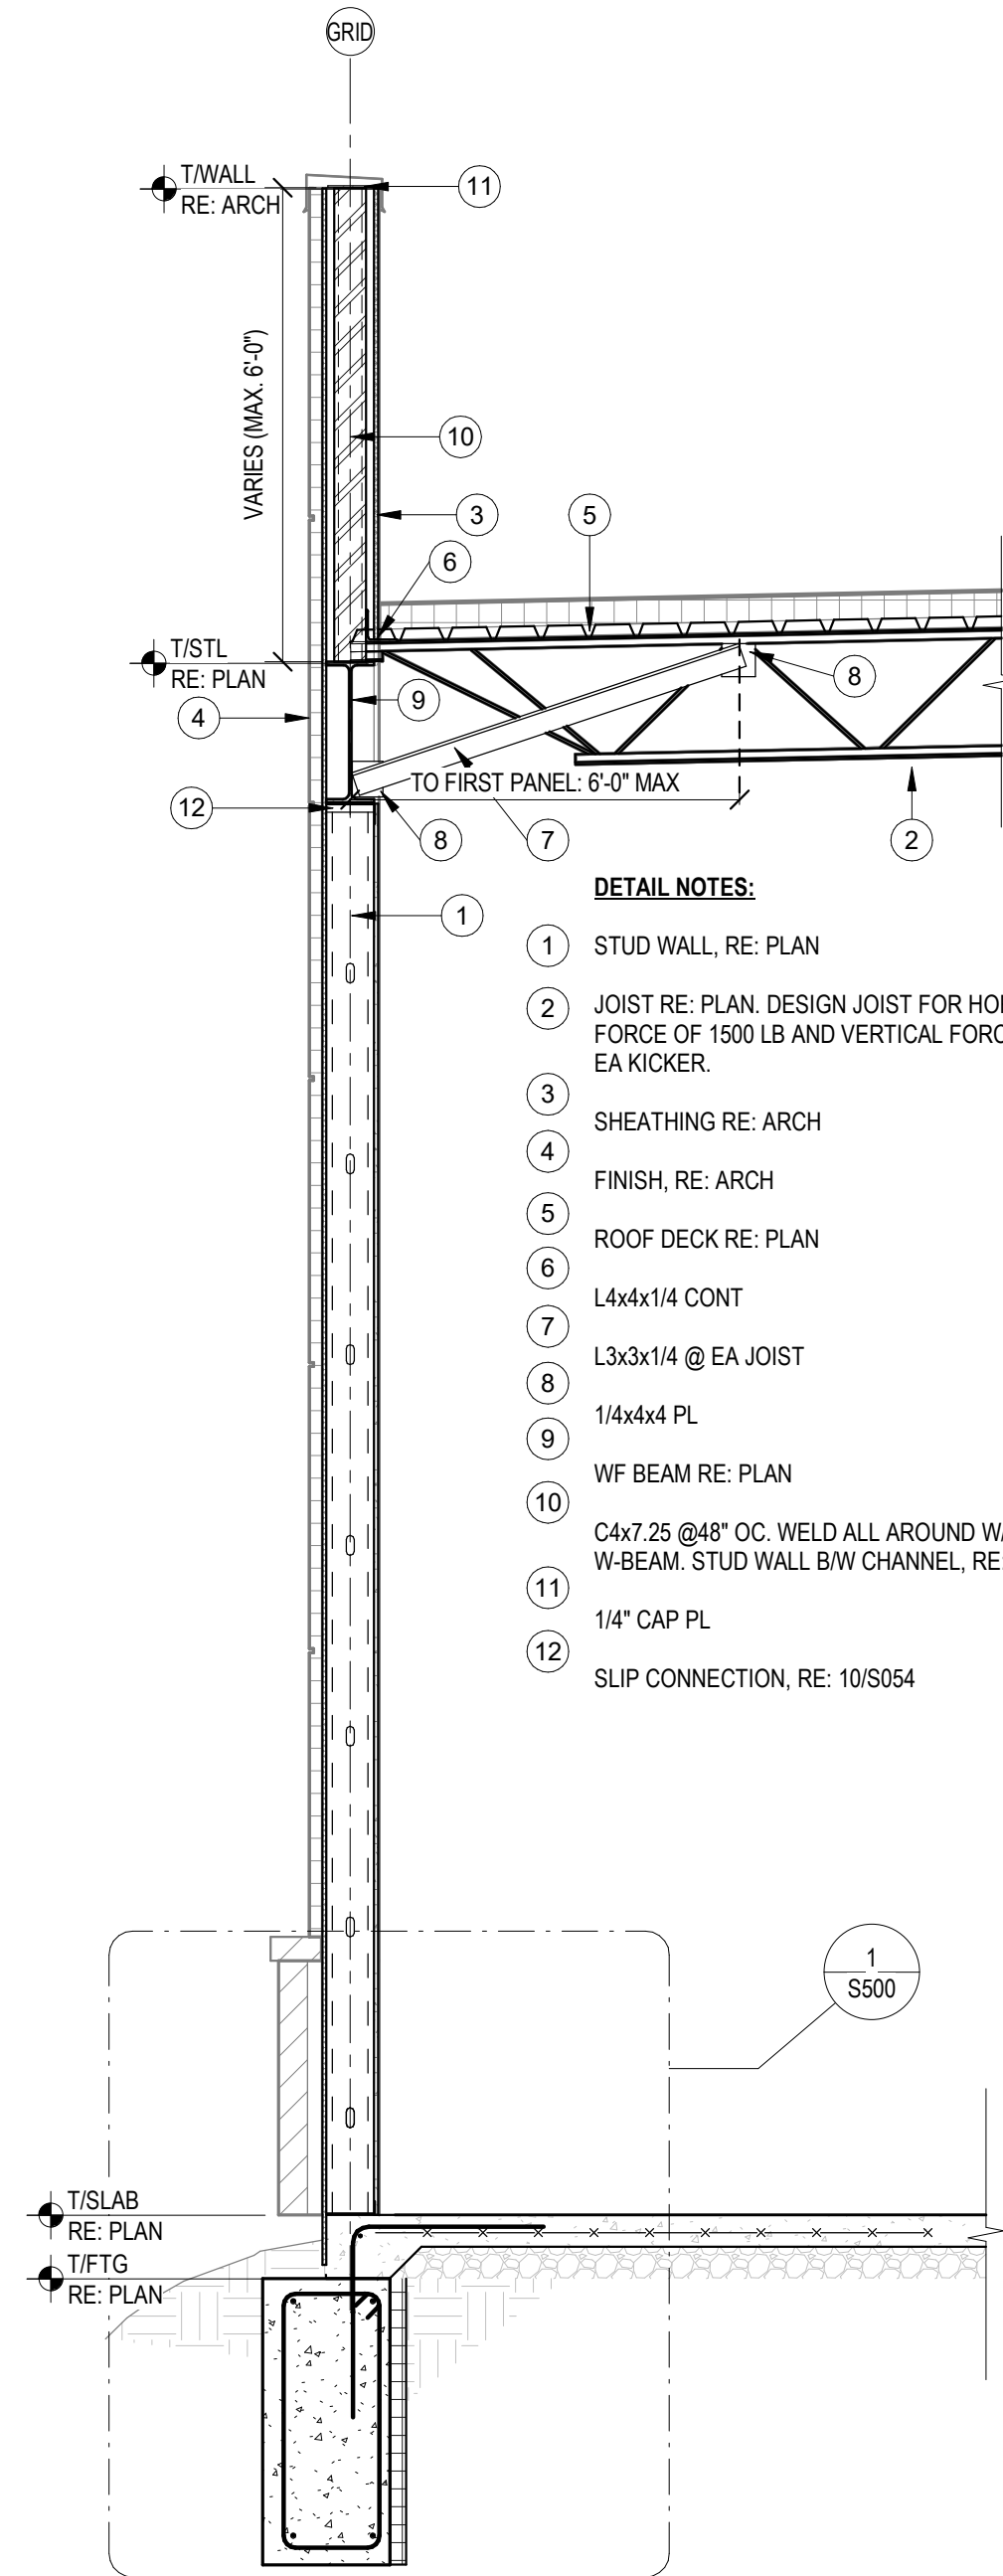 GRID
T/WALL
RE: ARCH
11
VARIES (MAX. 6'-0")
10
3
5
6
T/STL
RE: PLAN
8
9
4
TO FIRST PANEL: 6'-0" MAX
12
8
7
2
1
DETAIL NOTES:
1 STUD WALL, RE: PLAN
2 JOIST RE: PLAN. DESIGN JOIST FOR
FORCE OF 1500 LB AND VERTICAL
EA KICKER.
3 SHEATHING RE: ARCH
4 FINISH, RE: ARCH
5 ROOF DECK RE: PLAN
6 L4x4x1/4 CONT
7 L3x3x1/4 @ EA JOIST
8 1/4x4x4 PL
9 WF BEAM RE: PLAN
10 C4x7.25 @48" OC. WELD ALL AROUND
W-BEAM. STUD WALL B/W CHANNEL, RE:
11 1/4" CAP PL
12 SLIP CONNECTION, RE: 10/S054
1
S500
T/SLAB
RE: PLAN
T/FTG
RE: PLAN